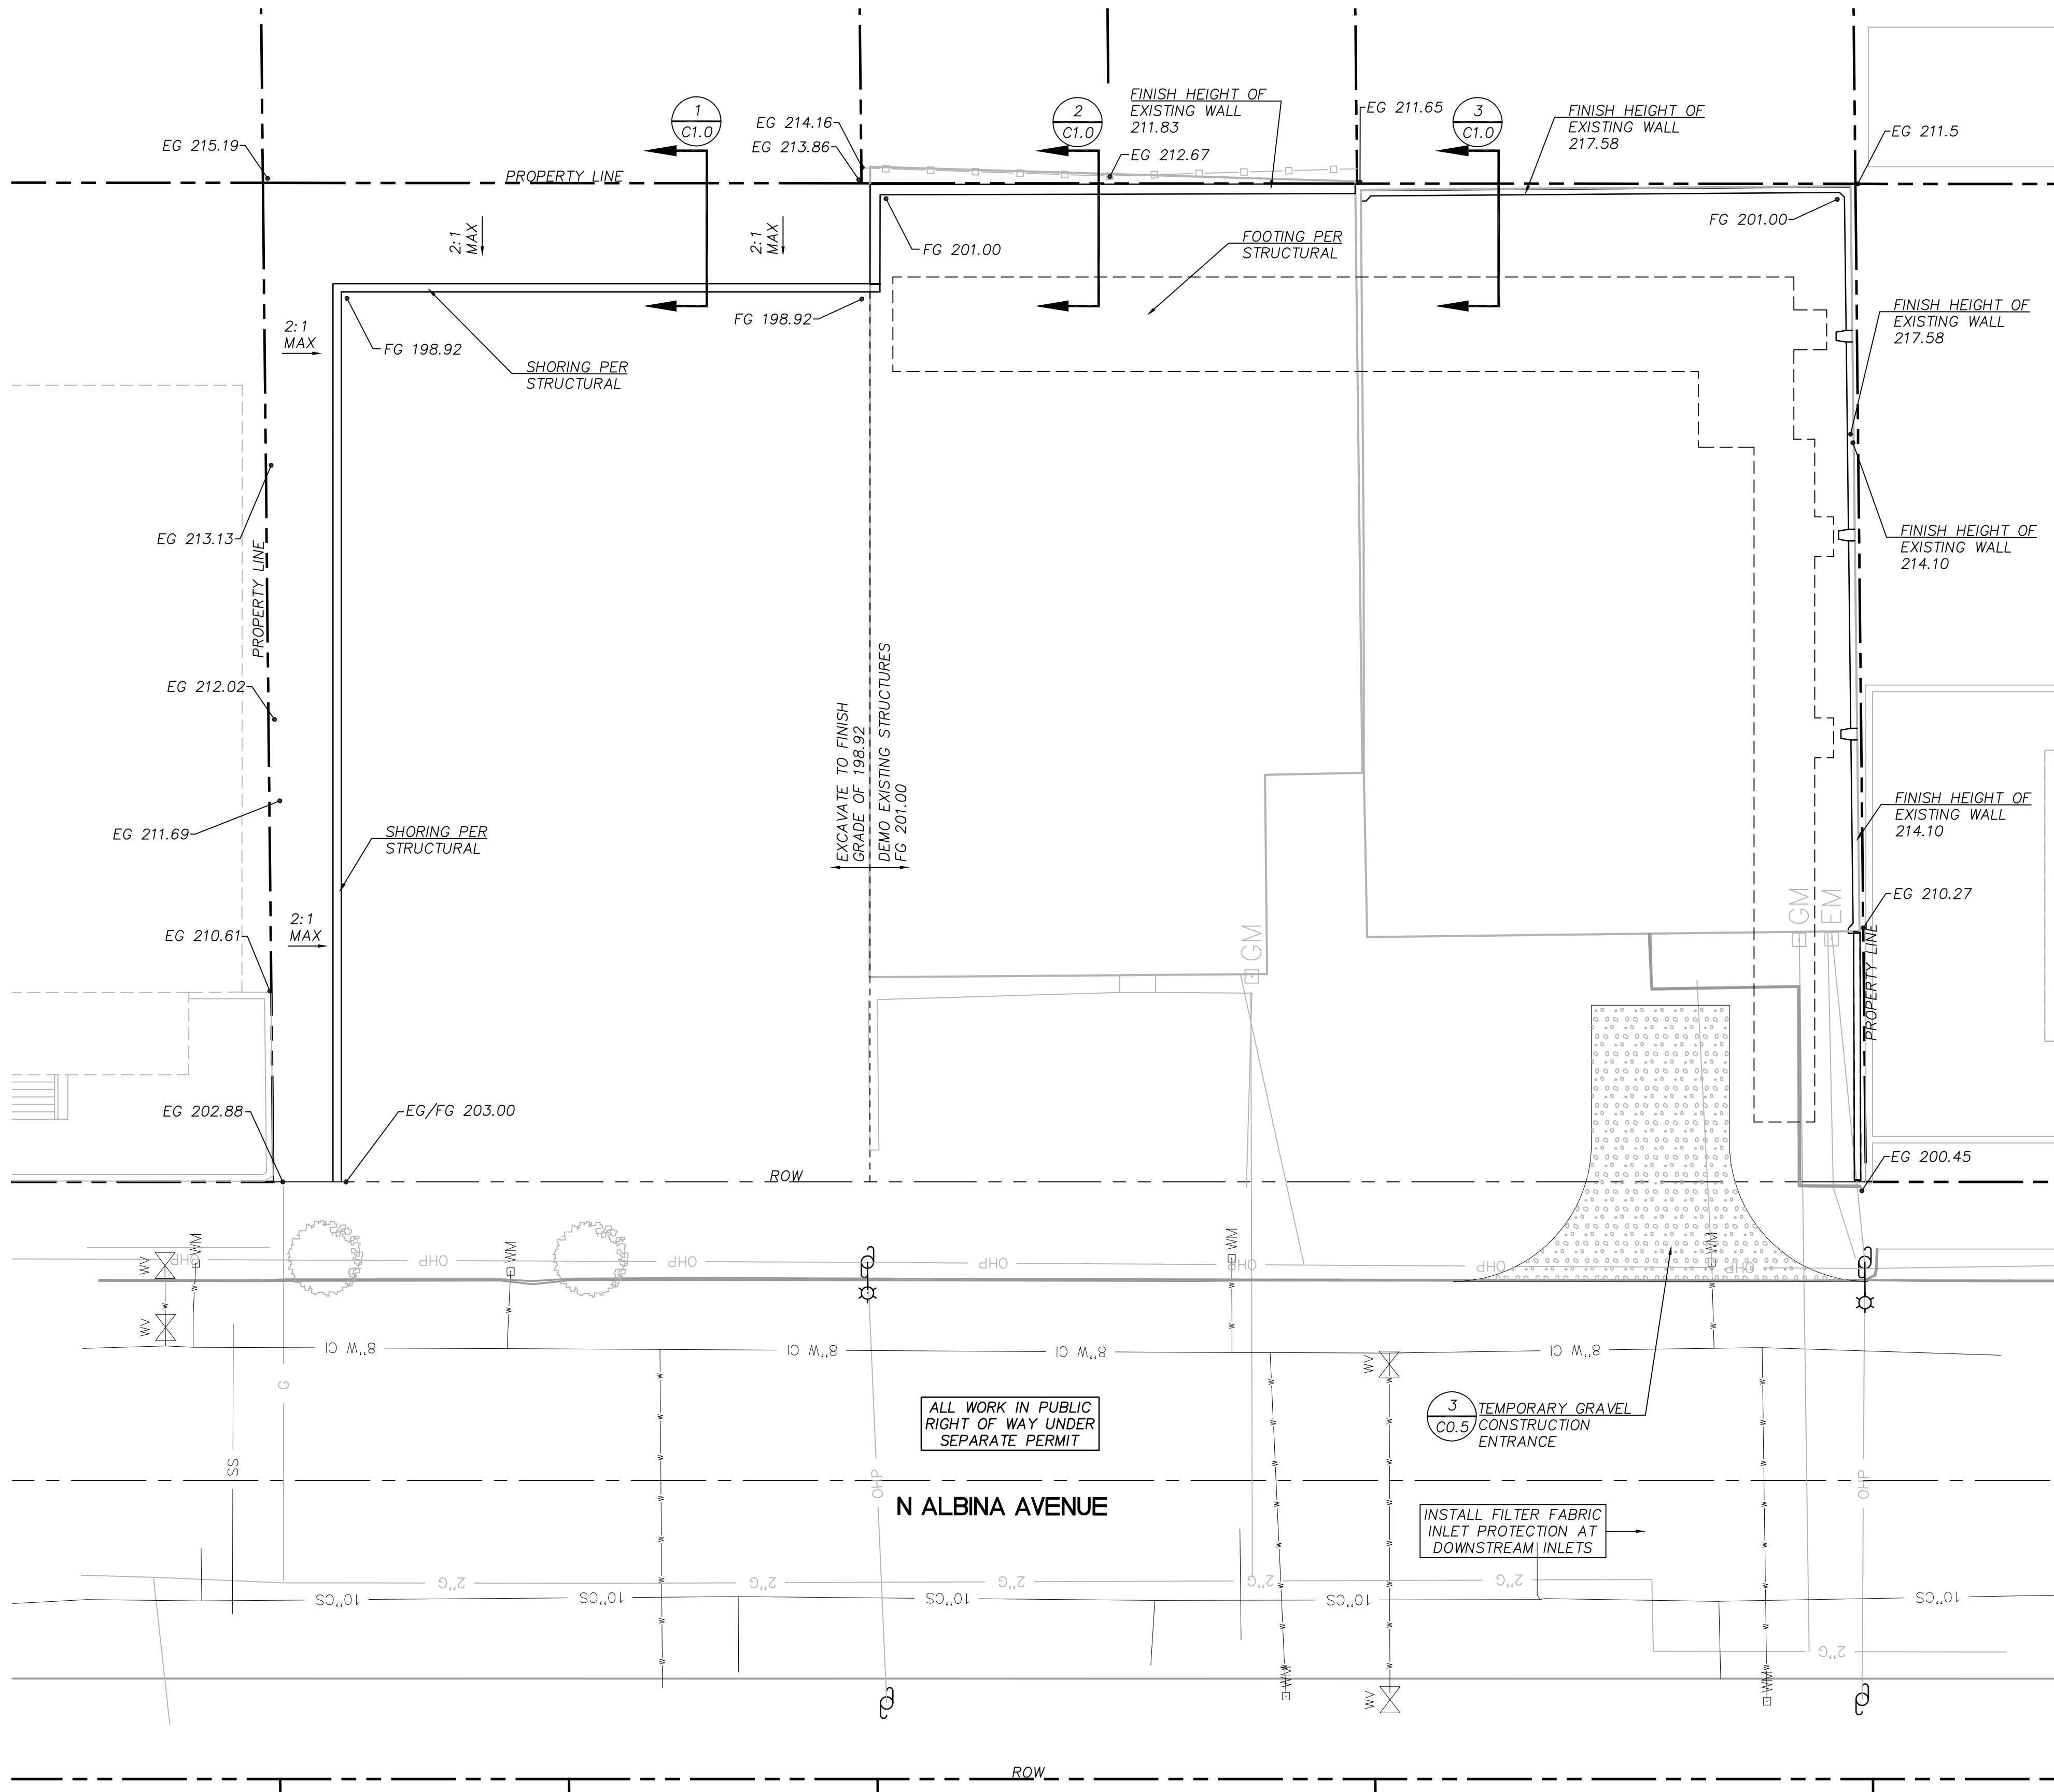 1
C1.0
2
C1.0
3
C1.0
FINISH HEIGHT OF
EXISTING WALL
211.83
EG 211.65
FINISH HEIGHT OF
EXISTING WALL
217.58
EG 215.19
EG 214.16
EG 213.86
EG 212.67
EG 211.5
PROPERTY LINE
2:1
MAX
2:1
MAX
FG 201.00
FG 201.00
FOOTING PER
STRUCTURAL
2:1
MAX
FG 198.92
FG 198.92
FINISH HEIGHT OF
EXISTING WALL
217.58
SHORING PER
STRUCTURAL
EG 213.13
PROPERTY LINE
FINISH HEIGHT OF
EXISTING WALL
214.10
EG 212.02
EXCAVATE TO FINISH
GRADE OF 198.92
DEMO EXISTING STRUCTURES
FG 201.00
EG 211.69
SHORING PER
STRUCTURAL
FINISH HEIGHT OF
EXISTING WALL
214.10
2:1
MAX
EG 210.61
GM
GM
EM
EG 210.27
PROPERTY LINE
EG 202.88
EG/FG 203.00
EG 200.45
ROW
WV
WM
WM
WM
WM
OHP
OHP
OHP
OHP
OHP
OHP
OHP
W
W
W
W
WV
8"W CI
8"W CI
8"W CI
8"W CI
WV
G
SS
OHP
OHP
ALL WORK IN PUBLIC
RIGHT OF WAY UNDER
SEPARATE PERMIT
3
C0.5
TEMPORARY GRAVEL
CONSTRUCTION
ENTRANCE
N ALBINA AVENUE
INSTALL FILTER FABRIC
INLET PROTECTION AT
DOWNSTREAM INLETS
2"G
2"G
2"G
2"G
2"G
10"CS
10"CS
10"CS
10"CS
10"CS
2"G
WM
WV
WM
ROW